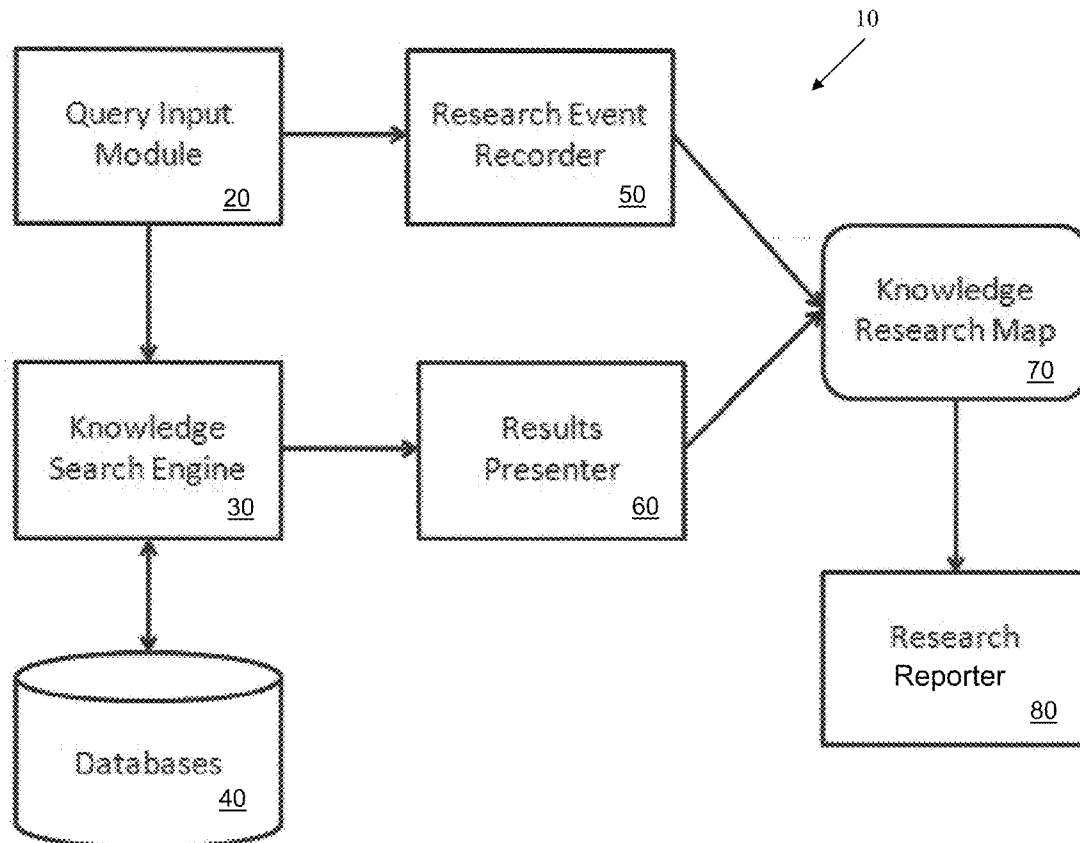 10
Query Input
Module
20
Research Event
Recorder
50
Knowledge
Research Map
70
Knowledge
Search Engine
30
Results
Presenter
60
Research
Reporter
80
Databases
40